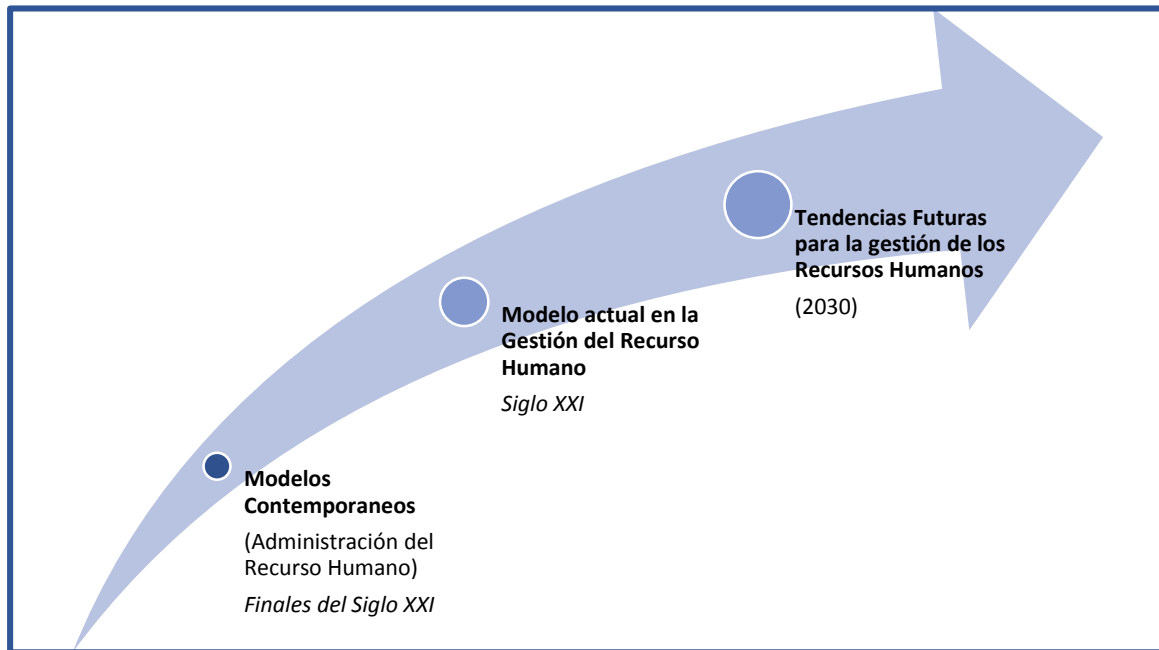 Tendencias Futuras
para la gestión de los
Recursos Humanos
(2030)
Modelo actual en la
Gestión del Recurso
Humano
Siglo XXI
Modelos
Contemporaneos
(Administración del
Recurso Humano)
Finales del Siglo XXI